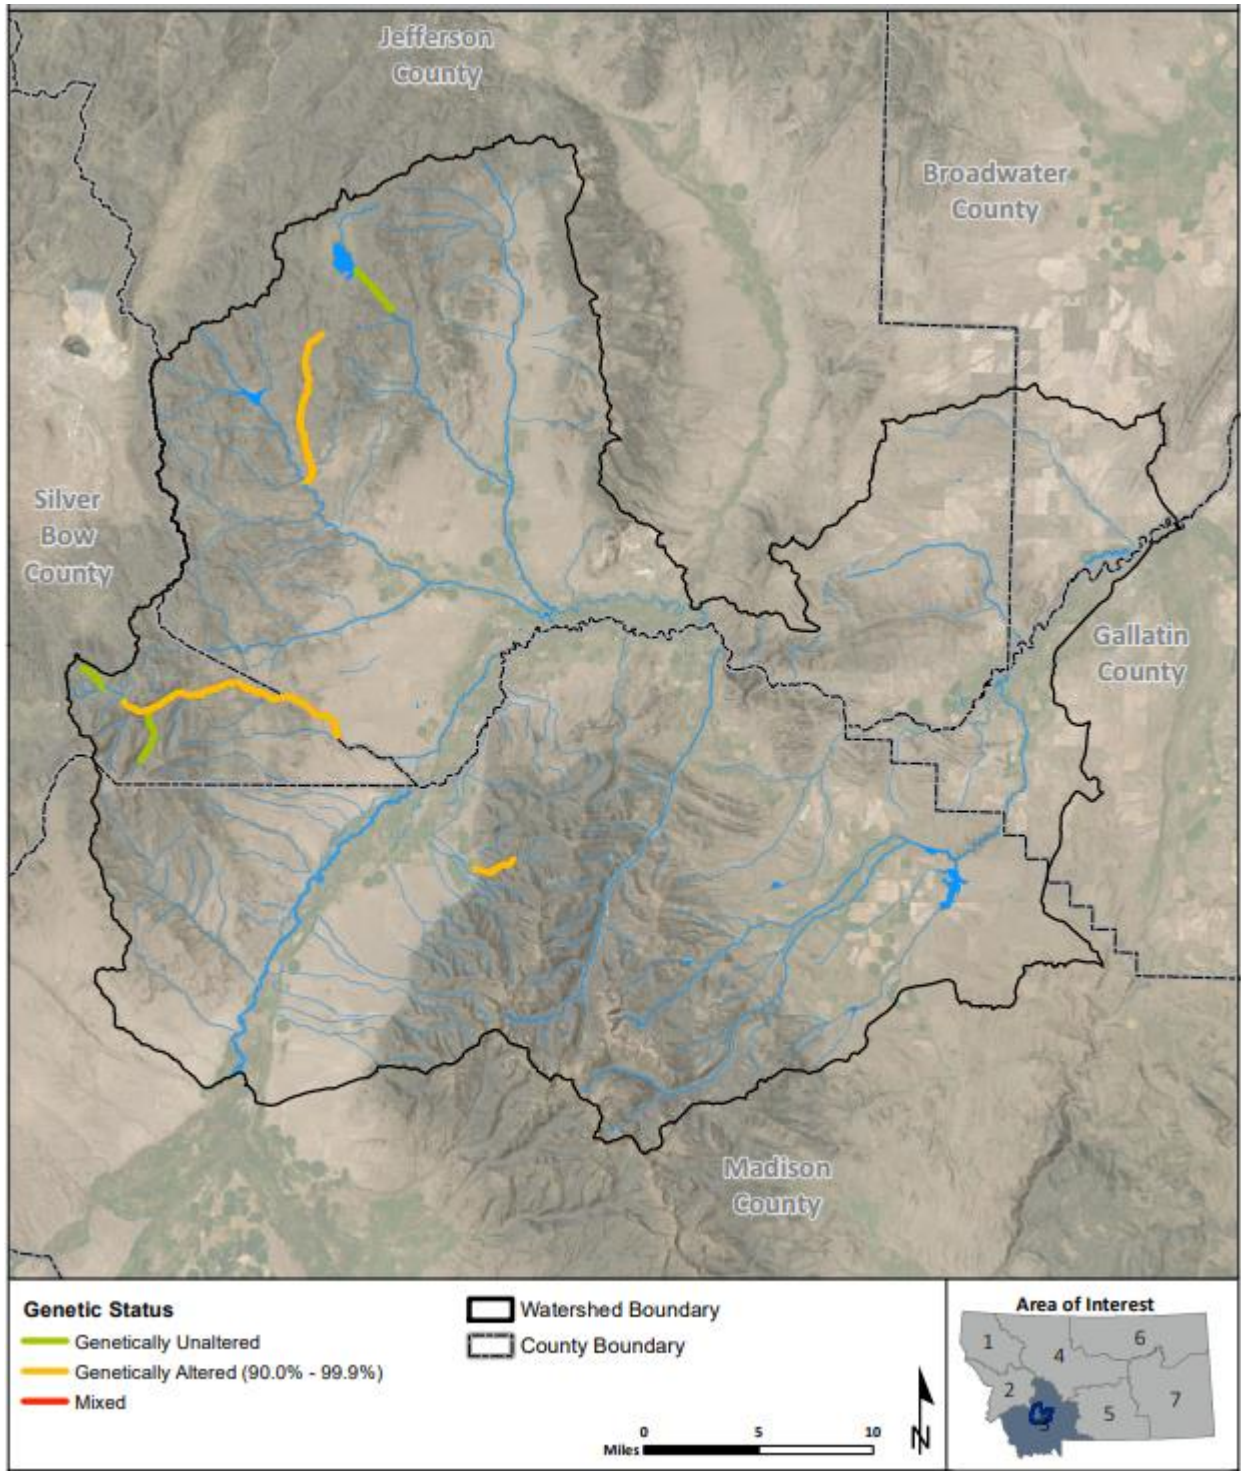 Jefferson
County
Broadwater
County
Silver
Bow
County
Gallatin
County
Madison
County
Genetic Status
Genetically Unaltered
Genetically Altered (90.0% - 99.9%)
Mixed
Watershed Boundary
County Boundary
0 5 10
Miles
N
Area of Interest
1
6
4
2
7
5
3